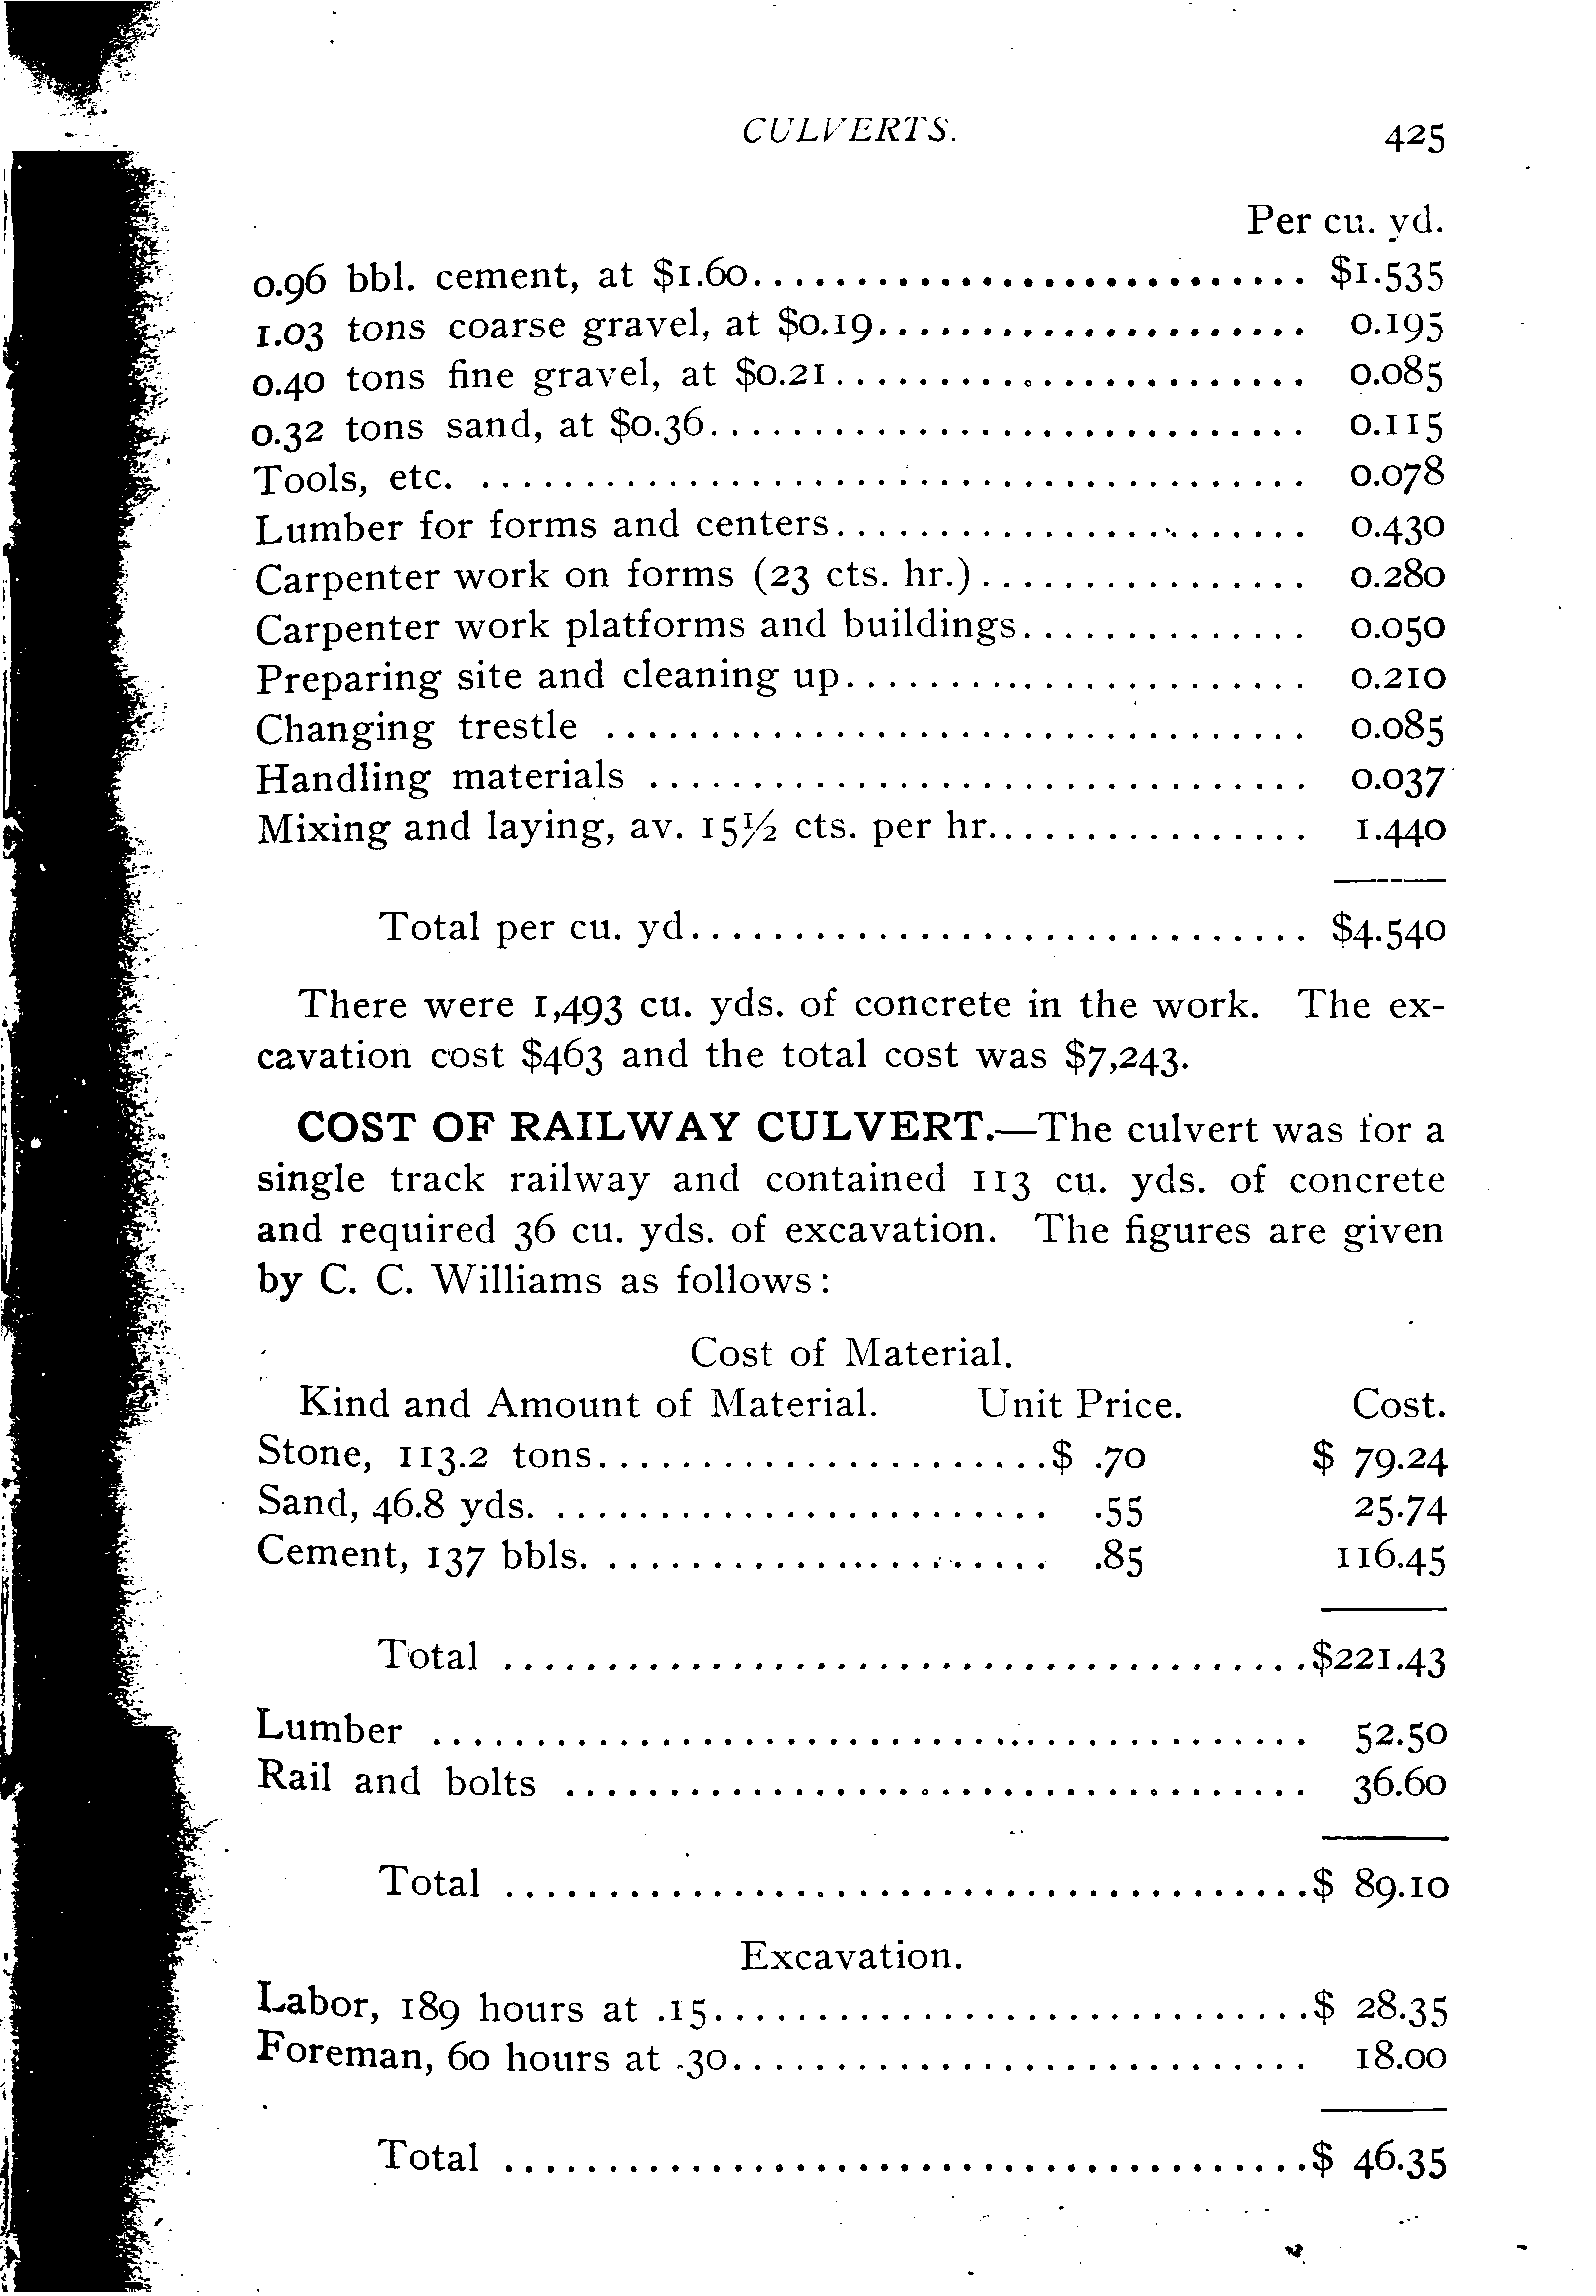 CULVERTS. 425
Per cu. yd.
0.96 bbl. cement, at $1.60........................... $1.535
1.03 tons coarse gravel, at $0.19..................... 0.195
0.40 tons fine gravel, at $0.21....................... 0.085
0.32 tons sand, at $0.36............................. 0.115
Tools, etc. ........................................ 0.078
Lumber for forms and centers....................... 0.430
Carpenter work on forms (23 cts. hr.)................ 0.280
Carpenter work platforms and buildings.............. 0.050
Preparing site and cleaning up...................... 0.210
Changing trestle .................................. 0.085
Handling materials ................................ 0.037
Mixing and laying, av. 15½ cts. per hr................ 1.440
Total per cu. yd.............................. $4.540
There were 1,493 cu. yds. of concrete in the work. The ex-
cavation cost $463 and the total cost was $7,243.
COST OF RAILWAY CULVERT.—The culvert was for a
single track railway and contained 113 cu. yds. of concrete
and required 36 cu. yds. of excavation. The figures are given
by C. C. Williams as follows:
Cost of Material.
Kind and Amount of Material. Unit Price. Cost.
Stone, 113.2 tons......................$ .70 $ 79.24
Sand, 46.8 yds. ........................ .55 25.74
Cement, 137 bbls. ...................... .85 116.45
Total .......................................$221.43
Lumber .......................................... 52.50
Rail and bolts .................................... 36.60
Total .......................................$ 89.10
Excavation.
Labor, 189 hours at .15.............................$ 28.35
Foreman, 60 hours at .30............................ 18.00
Total .......................................$ 46.35